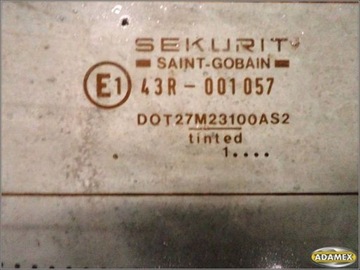 SEKURIT
SAINT-GOBAIN
E1 43R-001057
DOT27M23100AS2
tinted
1....
ADAMEX